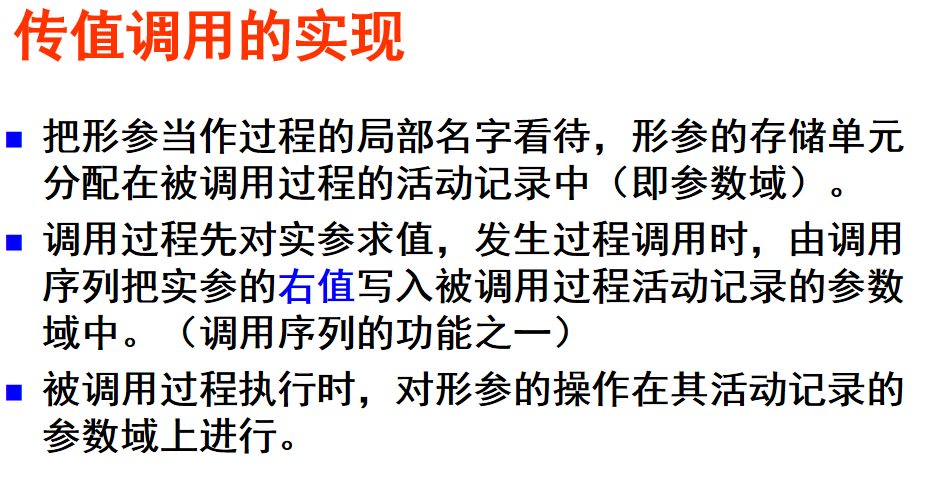 传值调用的实现
■ 把形参当作过程的局部名字看待，形参的存储单元
分配在被调用过程的活动记录中（即参数域）。
■ 调用过程先对实参求值，发生过程调用时，由调用
序列把实参的右值写入被调用过程活动记录的参数
域中。（调用序列的功能之一）
■ 被调用过程执行时，对形参的操作在其活动记录的
参数域上进行。